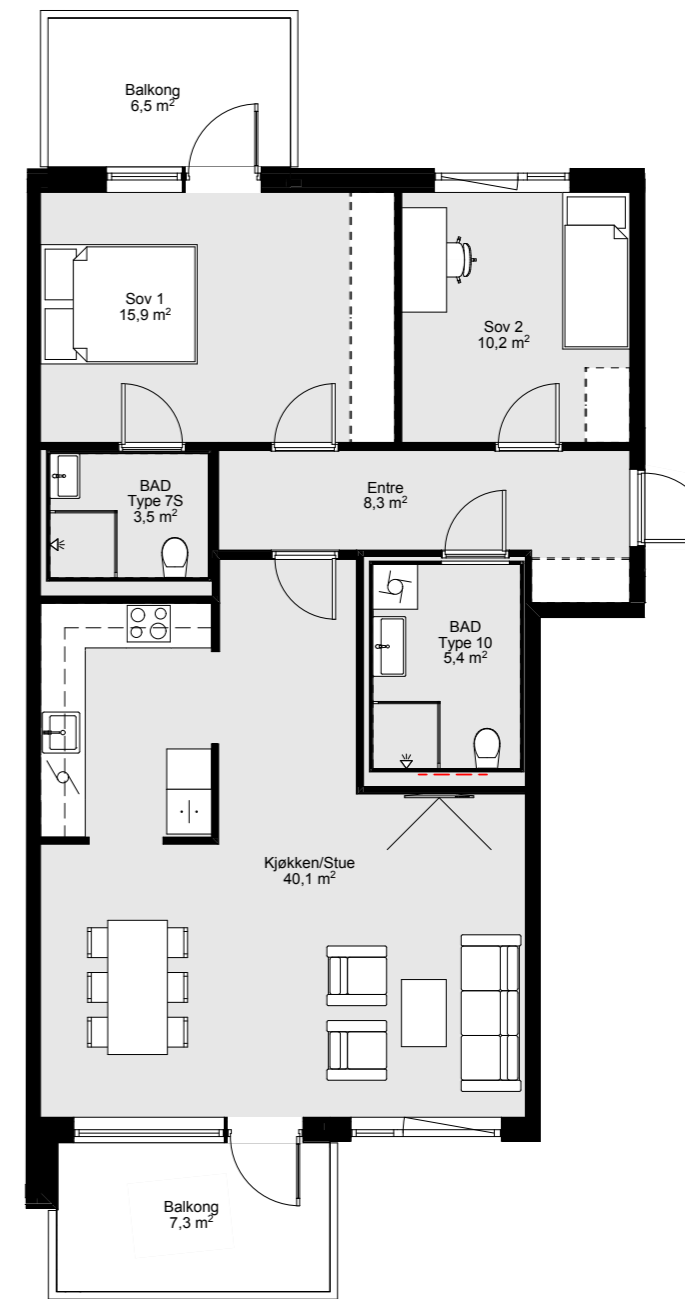 Balkong
6,5 m²
Sov 1
15,9 m²
Sov 2
10,2 m²
BAD
Type 7S
3,5 m²
Entre
8,3 m²
BAD
Type 10
5,4 m²
Kjøkken/Stue
40,1 m²
Balkong
7,3 m²